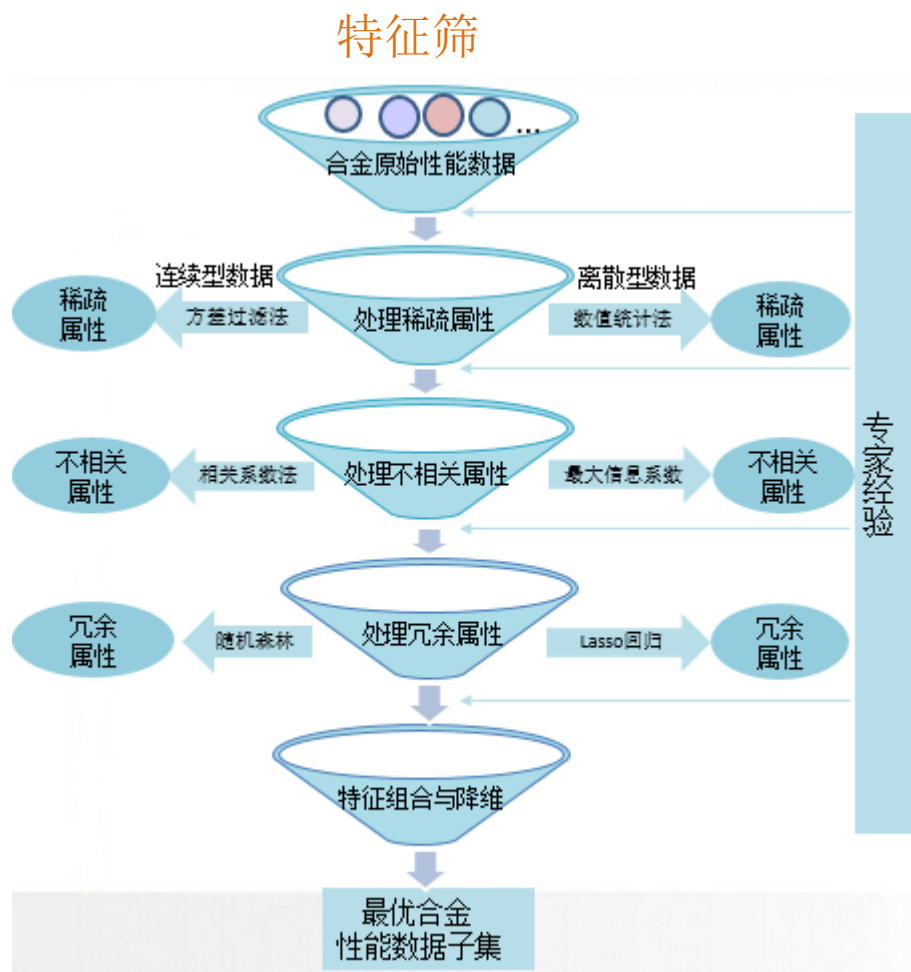 特征筛
...
合金原始性能数据
连续型数据
离散型数据
稀疏
属性
方差过滤法
处理稀疏属性
数值统计法
稀疏
属性
不相关
属性
相关系数法
处理不相关属性
最大信息系数
不相关
属性
专家经验
冗余
属性
随机森林
处理冗余属性
Lasso回归
冗余
属性
特征组合与降维
最优合金
性能数据子集